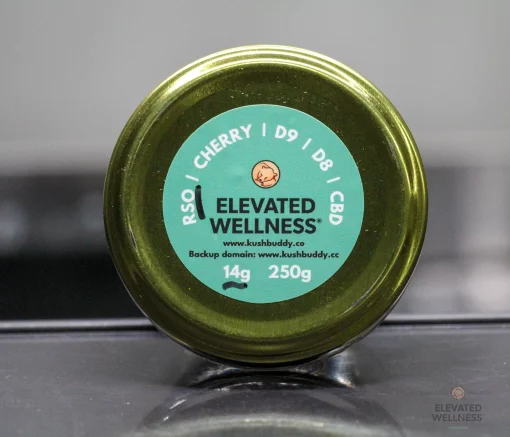 RSO | CHERRY | D9 | D8 | CBD
ELEVATED
WELLNESS®
www.kushbuddy.co
Backup domain: www.kushbuddy.cc
14g 250g
ELEVATED
WELLNESS